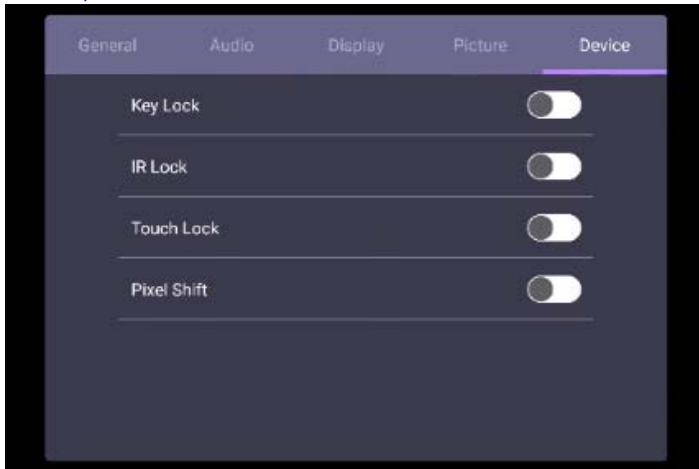 General Audio Display Picture Device
Key Lock
IR Lock
Touch Lock
Pixel Shift